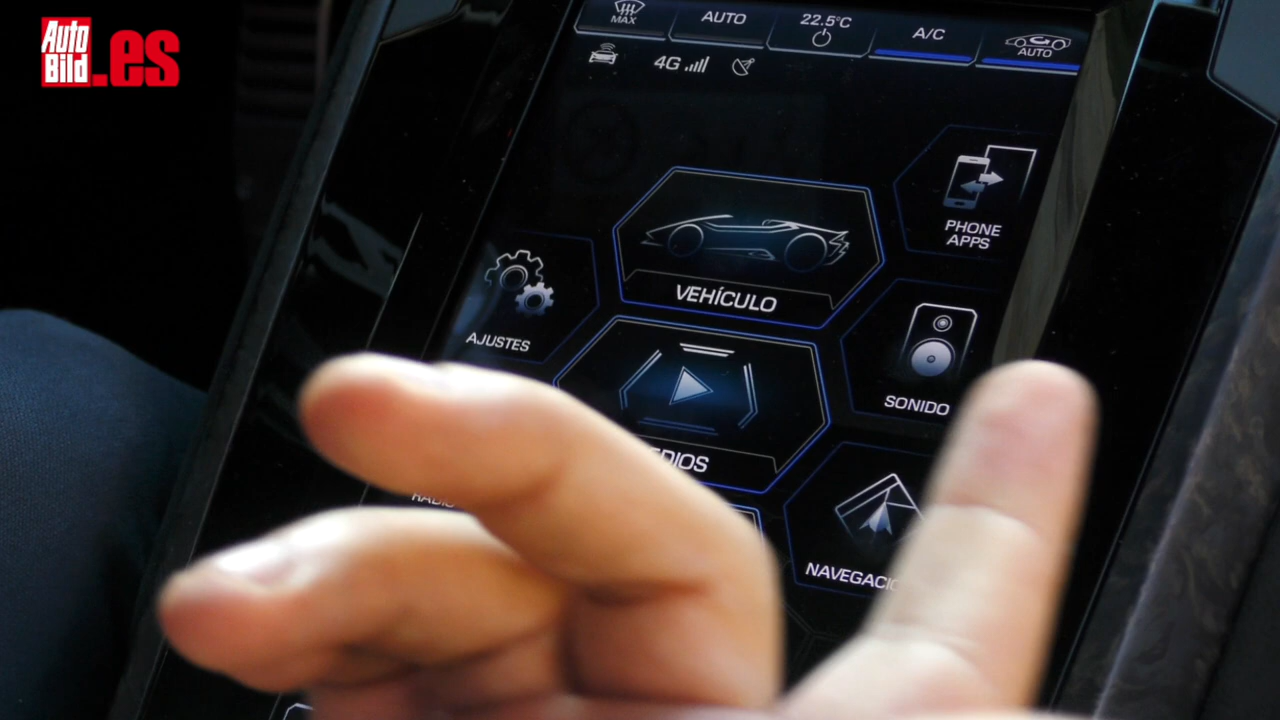 Auto
Bild.es
MAX
AUTO
22.5°C
A/C
AUTO
4G
PHONE
APPS
VEHÍCULO
AJUSTES
SONIDO